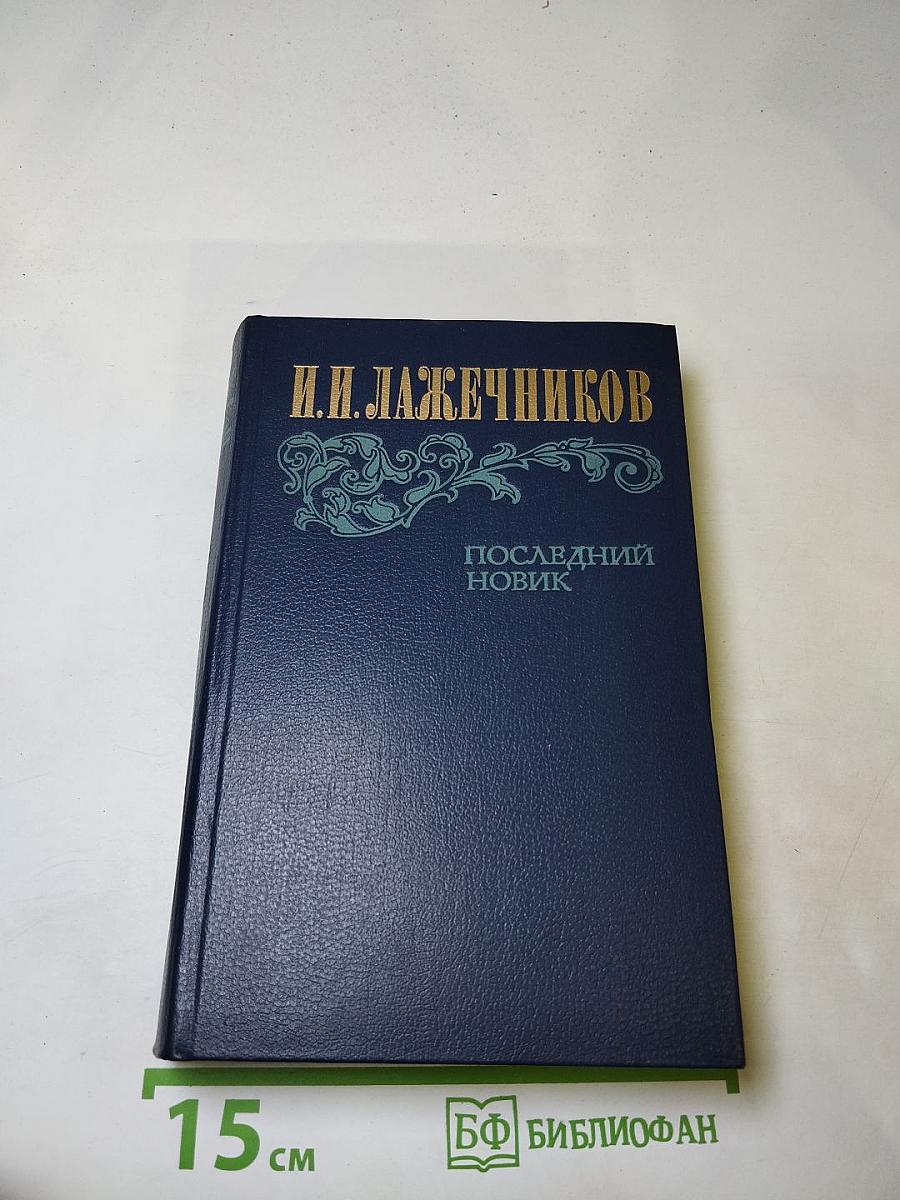 И.И. ЛАЖЕЧНИКОВ
ПОСЛЕДНИЙ
НОВИК
15 см
БФ БИБЛИОФАН